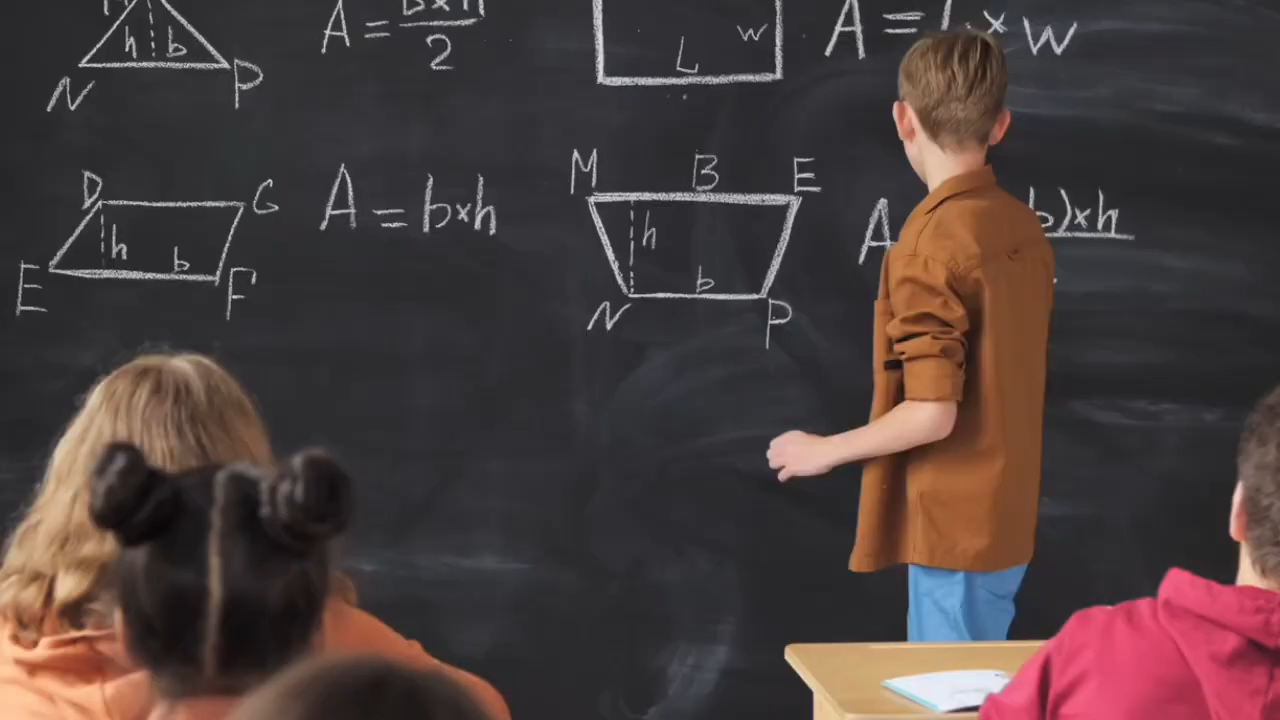 h b
N P
A = b×h
2
L w
A = L × W
D G
h b
E F
A = b×h
M B E
h
b
N P
A
b)×h